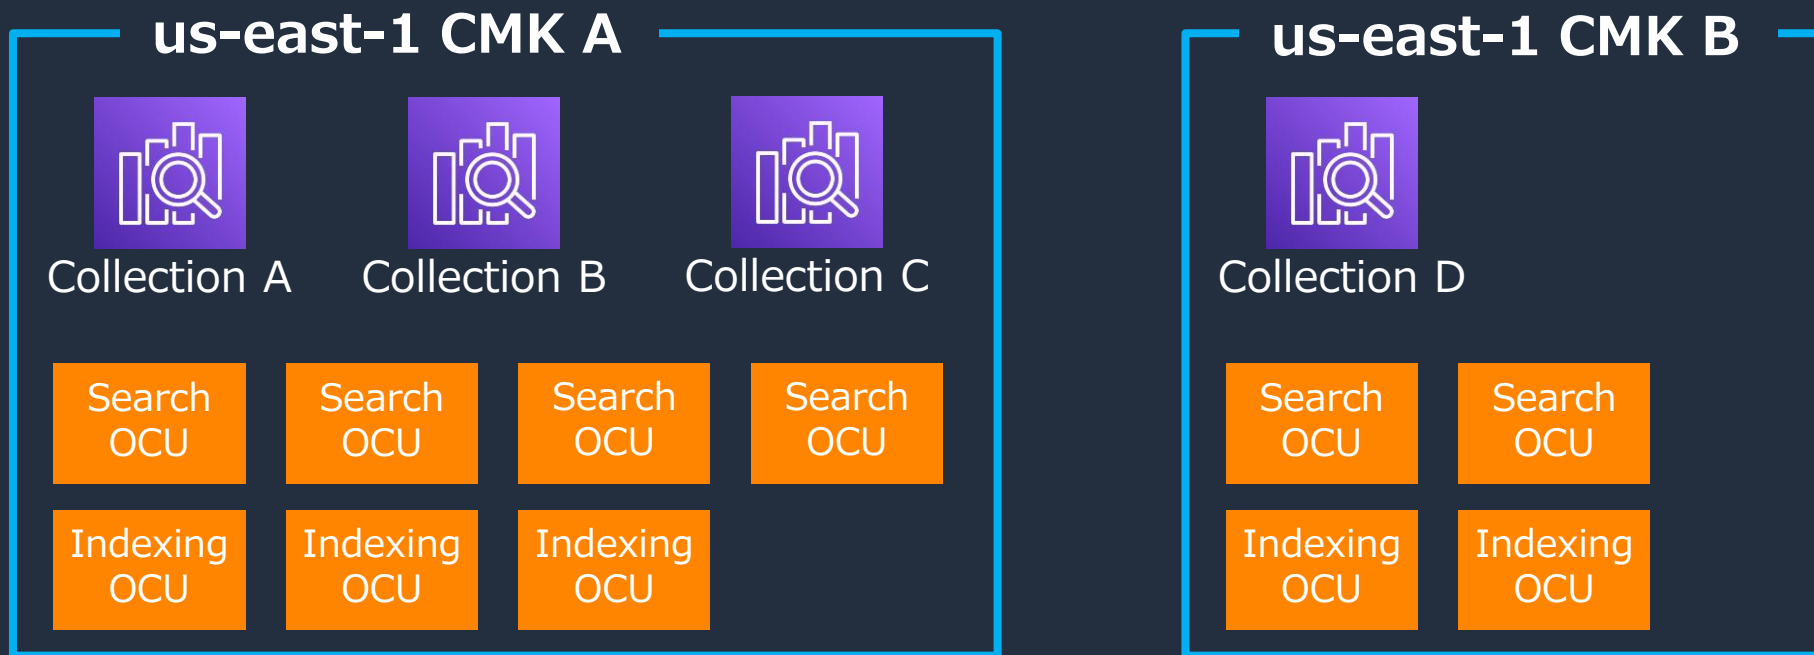 us-east-1 CMK A
Collection A
Collection B
Collection C
Search
OCU
Search
OCU
Search
OCU
Search
OCU
Indexing
OCU
Indexing
OCU
Indexing
OCU
us-east-1 CMK B
Collection D
Search
OCU
Search
OCU
Indexing
OCU
Indexing
OCU